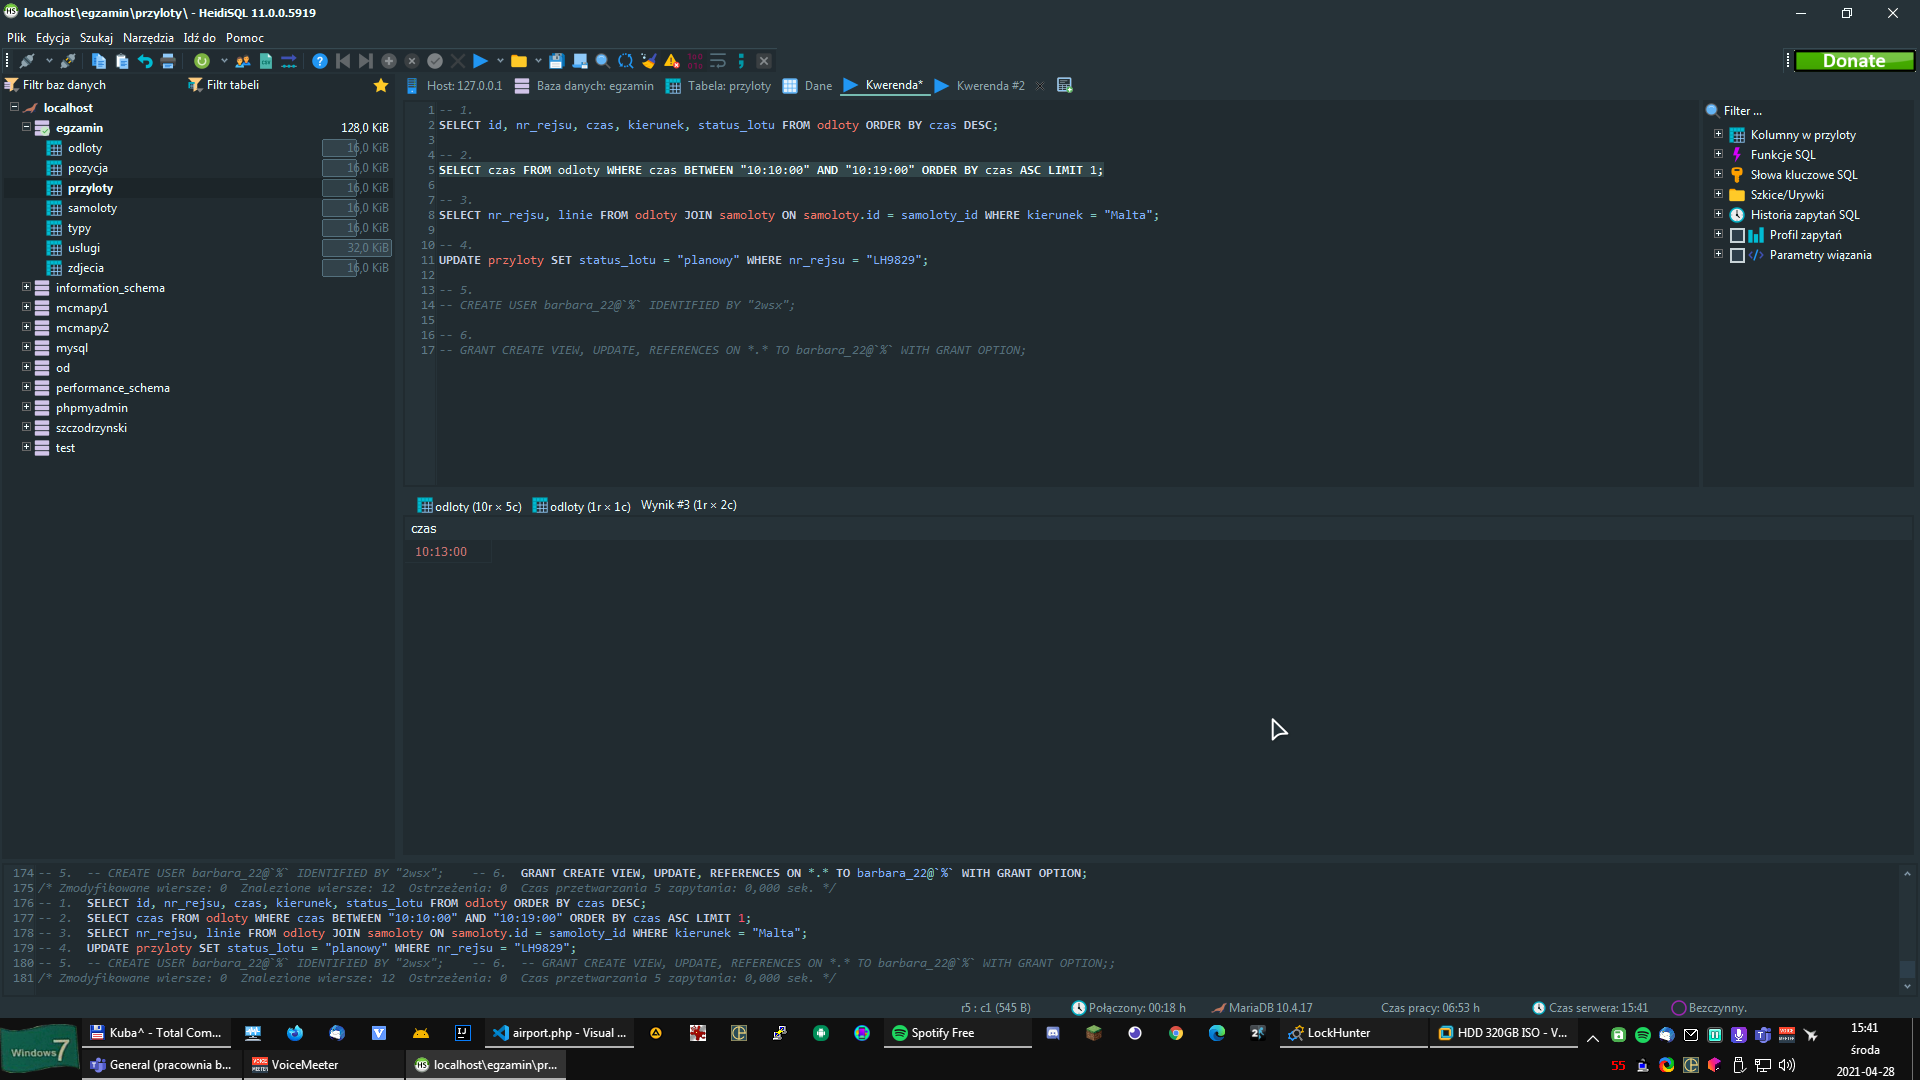 localhost\egzamin\przyloty\ - HeidiSQL 11.0.0.5919
Plik Edycja Szukaj Narzędzia Idź do Pomoc
Donate
Filtr baz danych Filtr tabeli
Host: 127.0.0.1 Baza danych: egzamin Tabela: przyloty Dane Kwerenda* Kwerenda #2
localhost
egzamin 128,0 KiB
odloty 16,0 KiB
pozycja 16,0 KiB
przyloty 16,0 KiB
samoloty 16,0 KiB
typy 16,0 KiB
uslugi 32,0 KiB
zdjecia 16,0 KiB
information_schema
mcmapy1
mcmapy2
mysql
od
performance_schema
phpmyadmin
szczodrzynski
test
1 -- 1.
2 SELECT id, nr_rejsu, czas, kierunek, status_lotu FROM odloty ORDER BY czas DESC;
3
4 -- 2.
5 SELECT czas FROM odloty WHERE czas BETWEEN "10:10:00" AND "10:19:00" ORDER BY czas ASC LIMIT 1;
6
7 -- 3.
8 SELECT nr_rejsu, linie FROM odloty JOIN samoloty ON samoloty.id = samoloty_id WHERE kierunek = "Malta";
9
10 -- 4.
11 UPDATE przyloty SET status_lotu = "planowy" WHERE nr_rejsu = "LH9829";
12
13 -- 5.
14 -- CREATE USER barbara_22@`%` IDENTIFIED BY "2wsx";
15
16 -- 6.
17 -- GRANT CREATE VIEW, UPDATE, REFERENCES ON *.* TO barbara_22@`%` WITH GRANT OPTION;
Filter ...
Kolumny w przyloty
Funkcje SQL
Słowa kluczowe SQL
Szkice/Urywki
Historia zapytań SQL
Profil zapytań
Parametry wiązania
odloty (10r × 5c) odloty (1r × 1c) Wynik #3 (1r × 2c)
czas
10:13:00
174 -- 5. -- CREATE USER barbara_22@`%` IDENTIFIED BY "2wsx"; -- 6. GRANT CREATE VIEW, UPDATE, REFERENCES ON *.* TO barbara_22@`%` WITH GRANT OPTION;
175 /* Zmodyfikowane wiersze: 0 Znalezione wiersze: 12 Ostrzeżenia: 0 Czas przetwarzania 5 zapytania: 0,000 sek. */
176 -- 1. SELECT id, nr_rejsu, czas, kierunek, status_lotu FROM odloty ORDER BY czas DESC;
177 -- 2. SELECT czas FROM odloty WHERE czas BETWEEN "10:10:00" AND "10:19:00" ORDER BY czas ASC LIMIT 1;
178 -- 3. SELECT nr_rejsu, linie FROM odloty JOIN samoloty ON samoloty.id = samoloty_id WHERE kierunek = "Malta";
179 -- 4. UPDATE przyloty SET status_lotu = "planowy" WHERE nr_rejsu = "LH9829";
180 -- 5. -- CREATE USER barbara_22@`%` IDENTIFIED BY "2wsx"; -- 6. -- GRANT CREATE VIEW, UPDATE, REFERENCES ON *.* TO barbara_22@`%` WITH GRANT OPTION;;
181 /* Zmodyfikowane wiersze: 0 Znalezione wiersze: 12 Ostrzeżenia: 0 Czas przetwarzania 5 zapytania: 0,000 sek. */
r5 : c1 (545 B) Połączony: 00:18 h MariaDB 10.4.17 Czas pracy: 06:53 h Czas serwera: 15:41 Bezczynny.
Windows 7
Kuba^ - Total Com... airport.php - Visual ... Spotify Free LockHunter HDD 320GB ISO - V...
General (pracownia b... VoiceMeeter localhost\egzamin\pr...
55
15:41
środa
2021-04-28